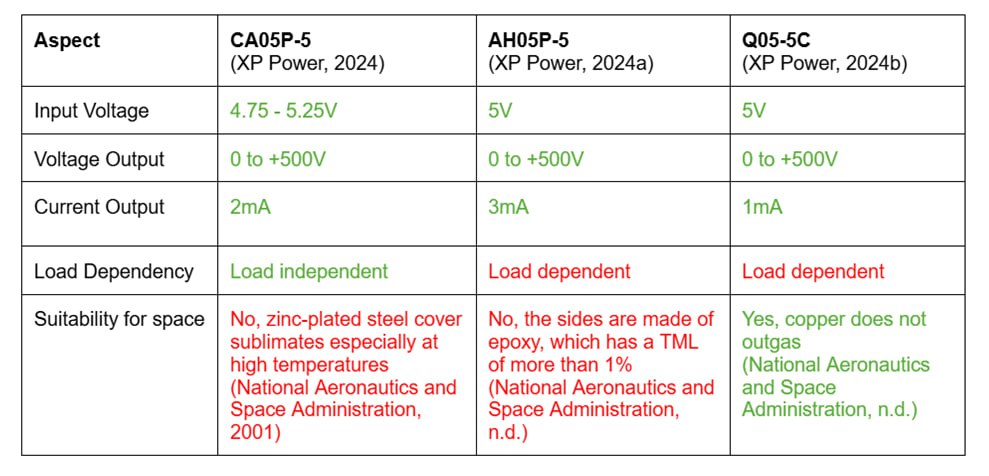 Aspect
CA05P-5
(XP Power, 2024)
AH05P-5
(XP Power, 2024a)
Q05-5C
(XP Power, 2024b)
Input Voltage
4.75 - 5.25V
5V
5V
Voltage Output
0 to +500V
0 to +500V
0 to +500V
Current Output
2mA
3mA
1mA
Load Dependency
Load independent
Load dependent
Load dependent
Suitability for space
No, zinc-plated steel cover
sublimates especially at
high temperatures
(National Aeronautics and
Space Administration,
2001)
No, the sides are made of
epoxy, which has a TML
of more than 1%
(National Aeronautics and
Space Administration,
n.d.)
Yes, copper does not
outgas
(National Aeronautics
and Space
Administration, n.d.)